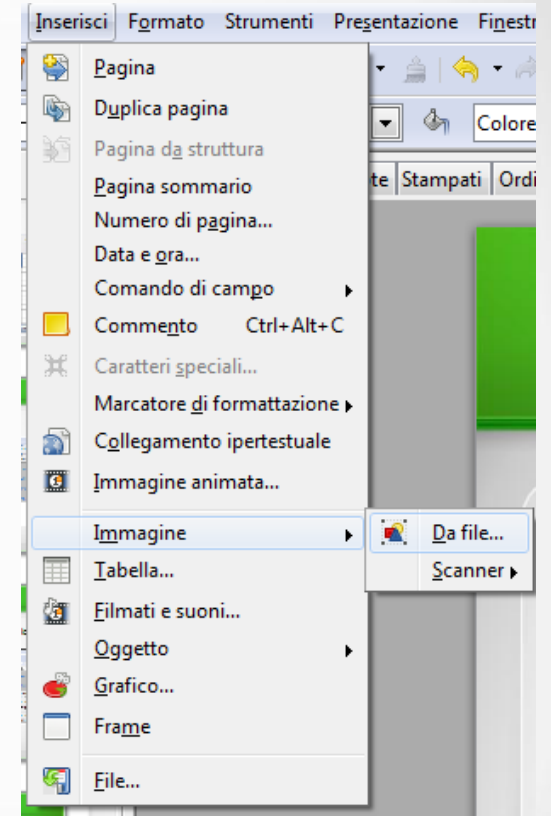 Inserisci Formato Strumenti Presentazione Finestr
Pagina
Duplica pagina
Colore
Pagina da struttura
te Stampati Ordi
Pagina sommario
Numero di pagina...
Data e ora...
Comando di campo
Commento Ctrl+Alt+C
Caratteri speciali...
Marcatore di formattazione
Collegamento ipertestuale
Immagine animata...
Immagine
Da file...
Tabella...
Scanner
Filmati e suoni...
Oggetto
Grafico...
Frame
File...